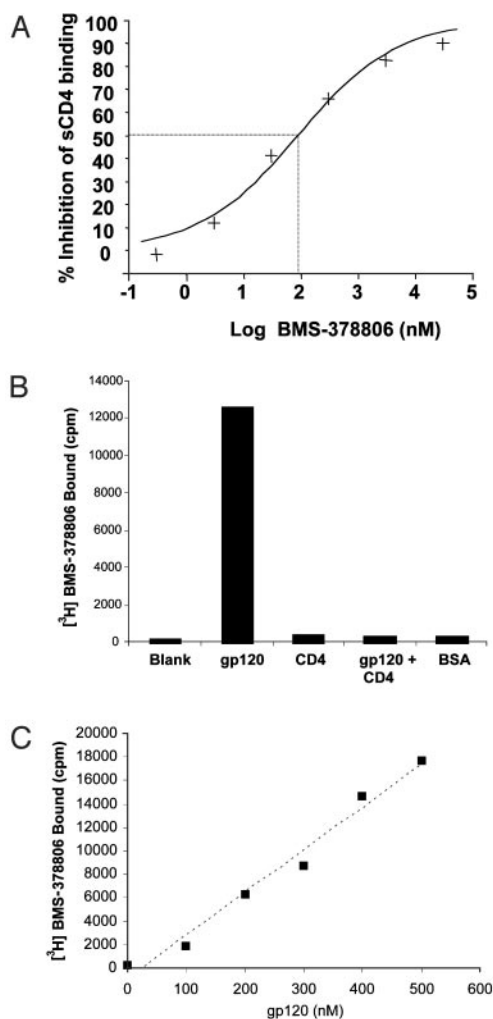 A
% Inhibition of sCD4 binding
100
90
80
70
60
50
40
30
20
10
0
-1 0 1 2 3 4 5
Log BMS-378806 (nM)
B
[³H] BMS-378806 Bound (cpm)
14000
12000
10000
8000
6000
4000
2000
0
Blank gp120 CD4 gp120 + CD4 BSA
C
[³H] BMS-378806 Bound (cpm)
20000
18000
16000
14000
12000
10000
8000
6000
4000
2000
0
0 100 200 300 400 500 600
gp120 (nM)